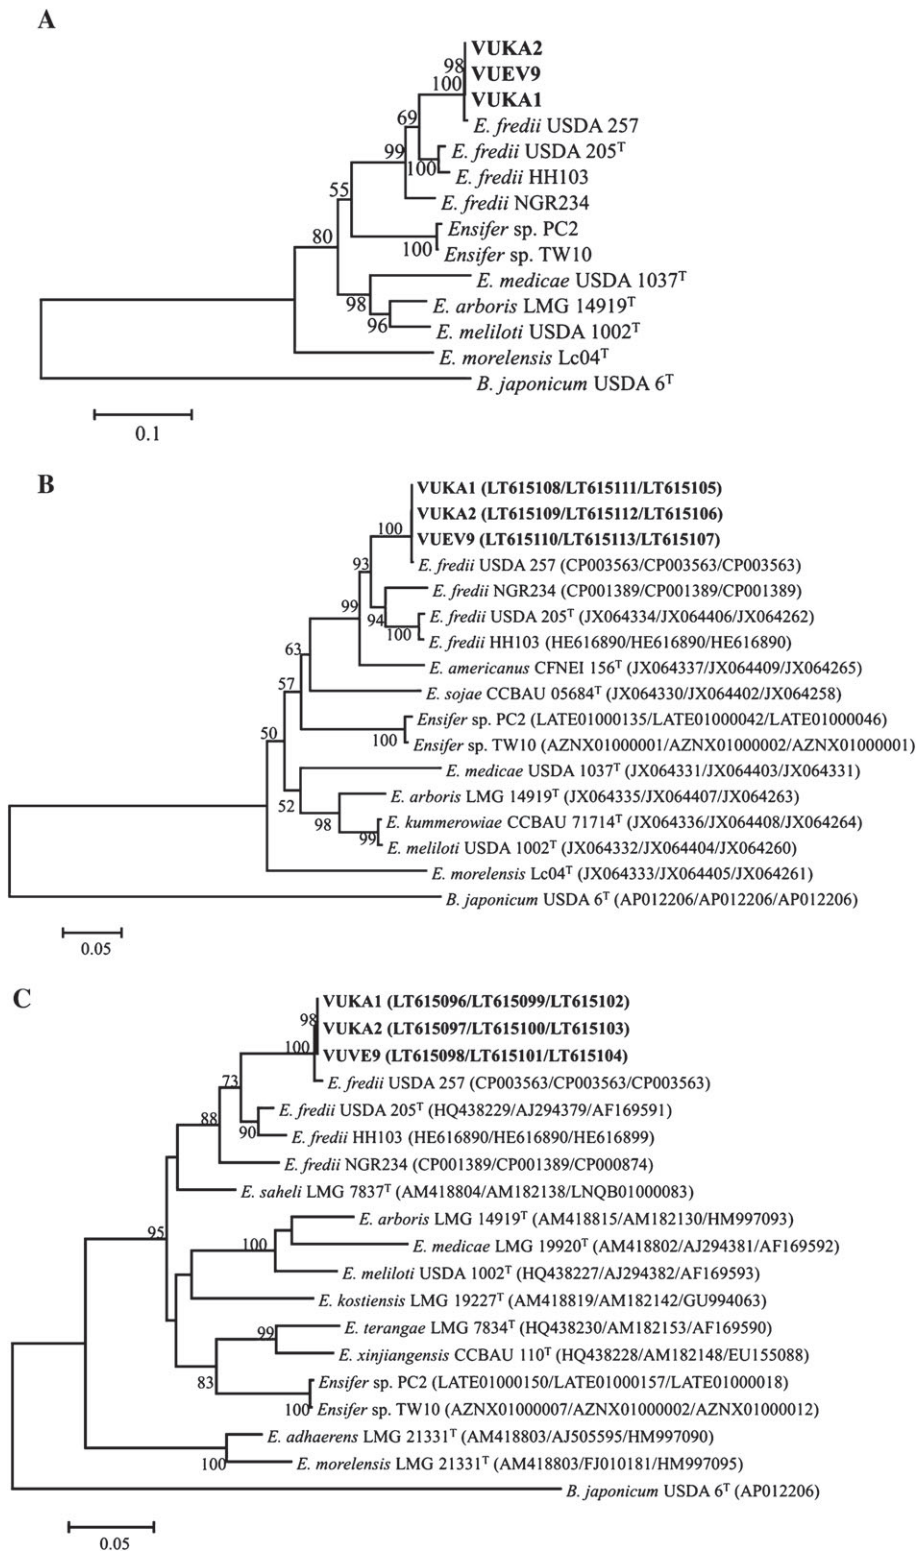 A
VUKA2
98
VUEV9
100
VUKA1
69
E. fredii USDA 257
E. fredii USDA 205ᵀ
99
100
E. fredii HH103
55
E. fredii NGR234
Ensifer sp. PC2
80
100
Ensifer sp. TW10
E. medicae USDA 1037ᵀ
98
E. arboris LMG 14919ᵀ
96
E. meliloti USDA 1002ᵀ
E. morelensis Lc04ᵀ
B. japonicum USDA 6ᵀ
0.1
B
VUKA1 (LT615108/LT615111/LT615105)
VUKA2 (LT615109/LT615112/LT615106)
100
VUEV9 (LT615110/LT615113/LT615107)
93
E. fredii USDA 257 (CP003563/CP003563/CP003563)
E. fredii NGR234 (CP001389/CP001389/CP001389)
99
94
E. fredii USDA 205ᵀ (JX064334/JX064406/JX064262)
100
E. fredii HH103 (HE616890/HE616890/HE616890)
63
E. americanus CFNEI 156ᵀ (JX064337/JX064409/JX064265)
57
E. sojae CCBAU 05684ᵀ (JX064330/JX064402/JX064258)
Ensifer sp. PC2 (LATE01000135/LATE01000042/LATE01000046)
50
100
Ensifer sp. TW10 (AZNX01000001/AZNX01000002/AZNX01000001)
E. medicae USDA 1037ᵀ (JX064331/JX064403/JX064331)
52
E. arboris LMG 14919ᵀ (JX064335/JX064407/JX064263)
98
E. kummerowiae CCBAU 71714ᵀ (JX064336/JX064408/JX064264)
99
E. meliloti USDA 1002ᵀ (JX064332/JX064404/JX064260)
E. morelensis Lc04ᵀ (JX064333/JX064405/JX064261)
B. japonicum USDA 6ᵀ (AP012206/AP012206/AP012206)
0.05
C
VUKA1 (LT615096/LT615099/LT615102)
98
VUKA2 (LT615097/LT615100/LT615103)
100
VUVE9 (LT615098/LT615101/LT615104)
73
E. fredii USDA 257 (CP003563/CP003563/CP003563)
88
E. fredii USDA 205ᵀ (HQ438229/AJ294379/AF169591)
90
E. fredii HH103 (HE616890/HE616890/HE616899)
E. fredii NGR234 (CP001389/CP001389/CP000874)
E. saheli LMG 7837ᵀ (AM418804/AM182138/LNQB01000083)
95
E. arboris LMG 14919ᵀ (AM418815/AM182130/HM997093)
100
E. medicae LMG 19920ᵀ (AM418802/AJ294381/AF169592)
E. meliloti USDA 1002ᵀ (HQ438227/AJ294382/AF169593)
E. kostiensis LMG 19227ᵀ (AM418819/AM182142/GU994063)
99
E. terangae LMG 7834ᵀ (HQ438230/AM182153/AF169590)
E. xinjiangensis CCBAU 110ᵀ (HQ438228/AM182148/EU155088)
83
Ensifer sp. PC2 (LATE01000150/LATE01000157/LATE01000018)
100
Ensifer sp. TW10 (AZNX01000007/AZNX01000002/AZNX01000012)
E. adhaerens LMG 21331ᵀ (AM418803/AJ505595/HM997090)
100
E. morelensis LMG 21331ᵀ (AM418803/FJ010181/HM997095)
B. japonicum USDA 6ᵀ (AP012206)
0.05